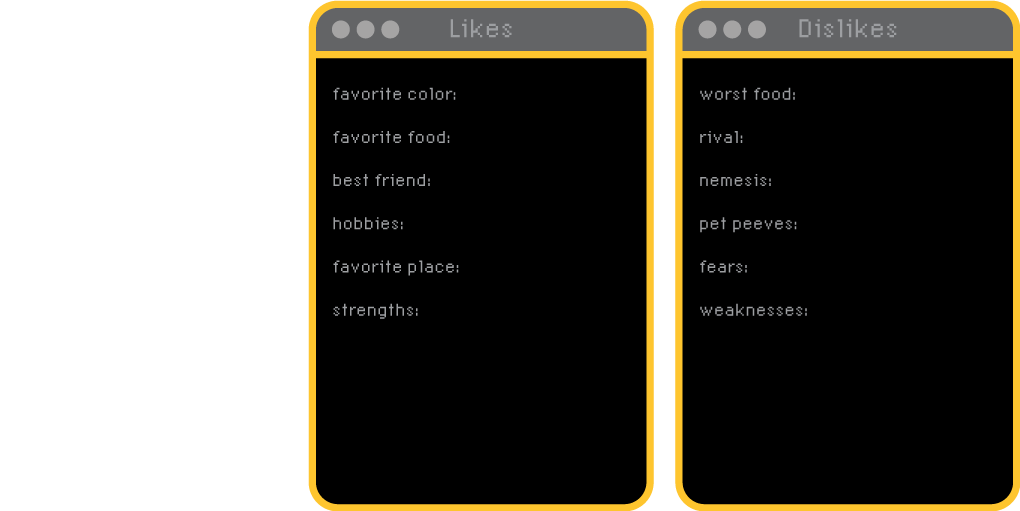 Likes
favorite color:
favorite food:
best friend:
hobbies:
favorite place:
strengths:
Dislikes
worst food:
rival:
nemesis:
pet peeves:
fears:
weaknesses: